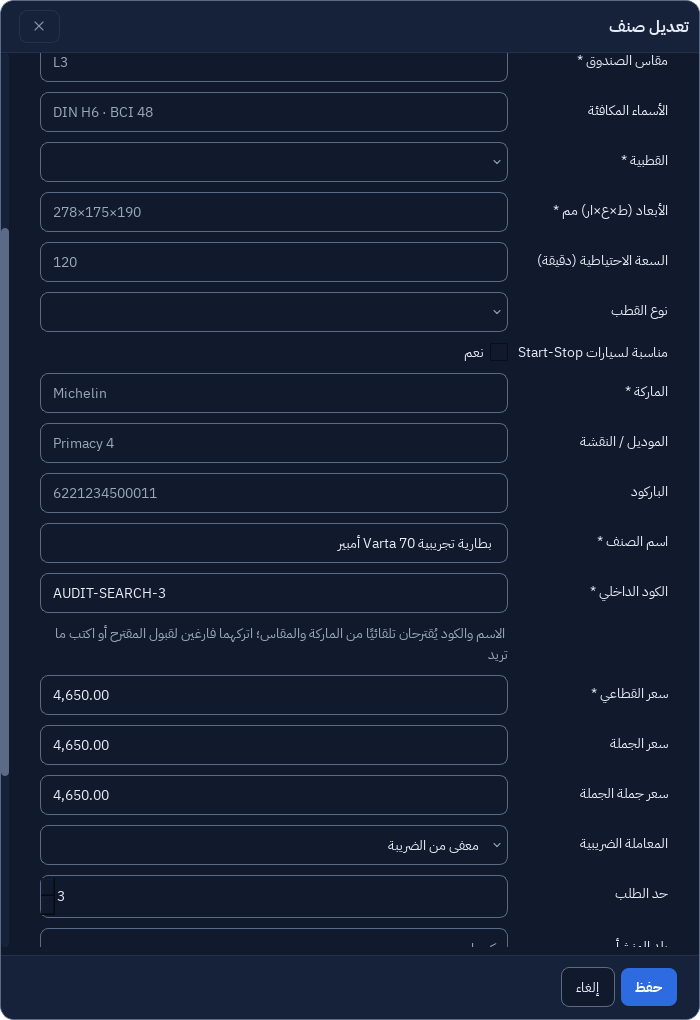 تعديل صنف
مقاس الصندوق *
L3
الأسماء المكافئة
DIN H6 · BCI 48
القطبية *
الأبعاد (ط×ع×ار) مم *
278×175×190
السعة الاحتياطية (دقيقة)
120
نوع القطب
مناسبة لسيارات Start-Stop
نعم
الماركة *
Michelin
الموديل / النقشة
Primacy 4
الباركود
6221234500011
اسم الصنف *
بطارية تجريبية Varta 70 أمبير
الكود الداخلي *
AUDIT-SEARCH-3
الاسم والكود يُقترحان تلقائيًا من الماركة والمقاس؛ اتركهما فارغين لقبول المقترح أو اكتب ما
تريد
سعر القطاعي *
4,650.00
سعر الجملة
4,650.00
سعر جملة الجملة
4,650.00
المعاملة الضريبية
معفى من الضريبة
حد الطلب
3
بلد المنشأ
حفظ
إلغاء